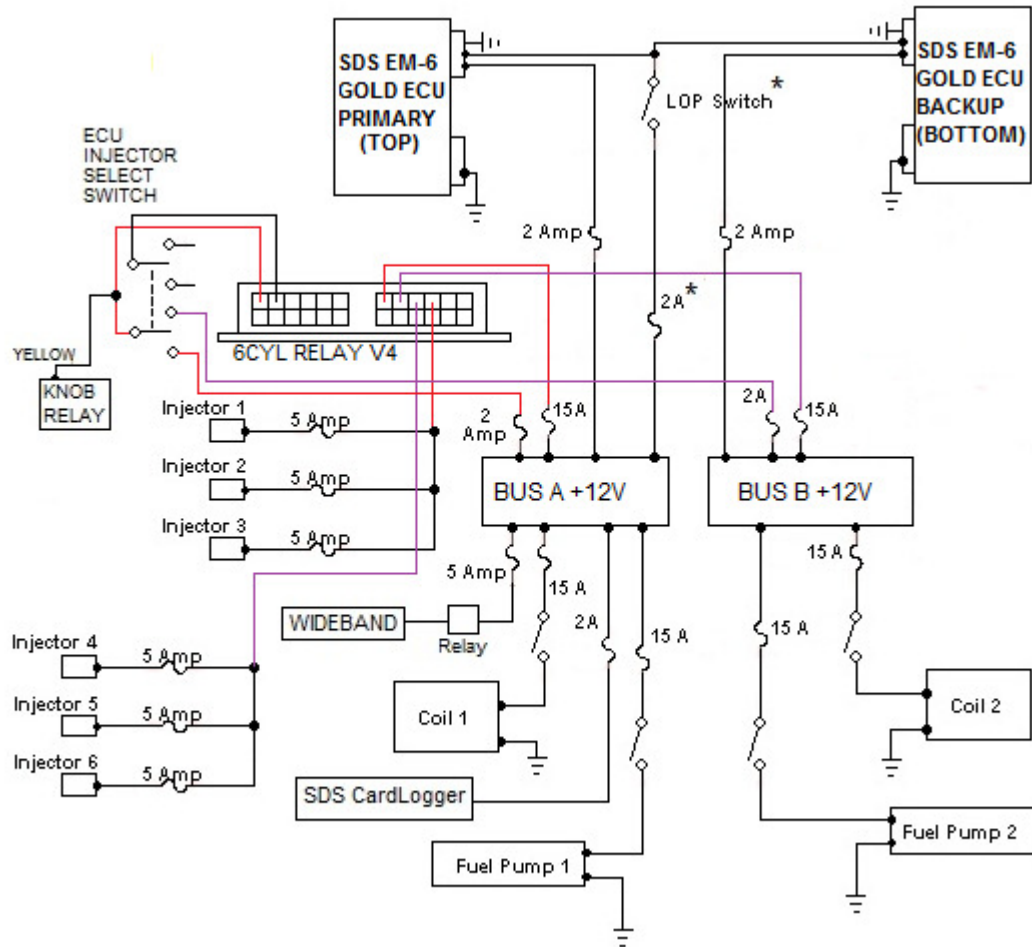 SDS EM-6
GOLD ECU
PRIMARY
(TOP)
SDS EM-6
GOLD ECU
BACKUP
(BOTTOM)
LOP Switch*
ECU
INJECTOR
SELECT
SWITCH
2 Amp
2 Amp
2A*
6CYL RELAY V4
YELLOW
KNOB
RELAY
Injector 1
5 Amp
Injector 2
5 Amp
Injector 3
5 Amp
2
Amp
15A
2A
15A
BUS A +12V
BUS B +12V
5 Amp
15 A
2A
15 A
15 A
15 A
WIDEBAND
Relay
Injector 4
5 Amp
Injector 5
5 Amp
Injector 6
5 Amp
Coil 1
Coil 2
SDS CardLogger
Fuel Pump 1
Fuel Pump 2